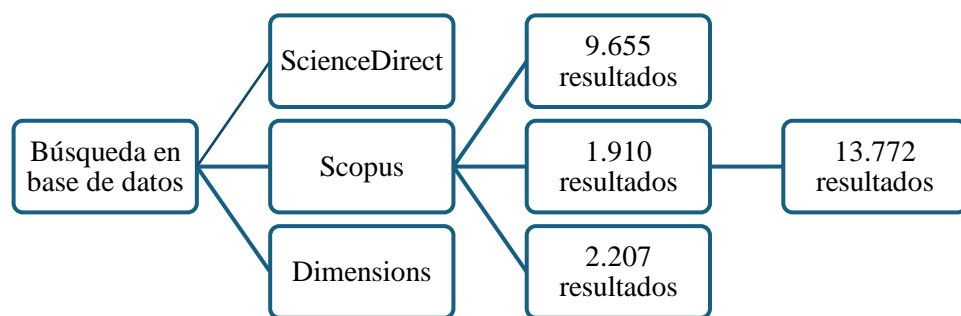 Búsqueda en
base de datos
ScienceDirect
Scopus
Dimensions
9.655
resultados
1.910
resultados
2.207
resultados
13.772
resultados